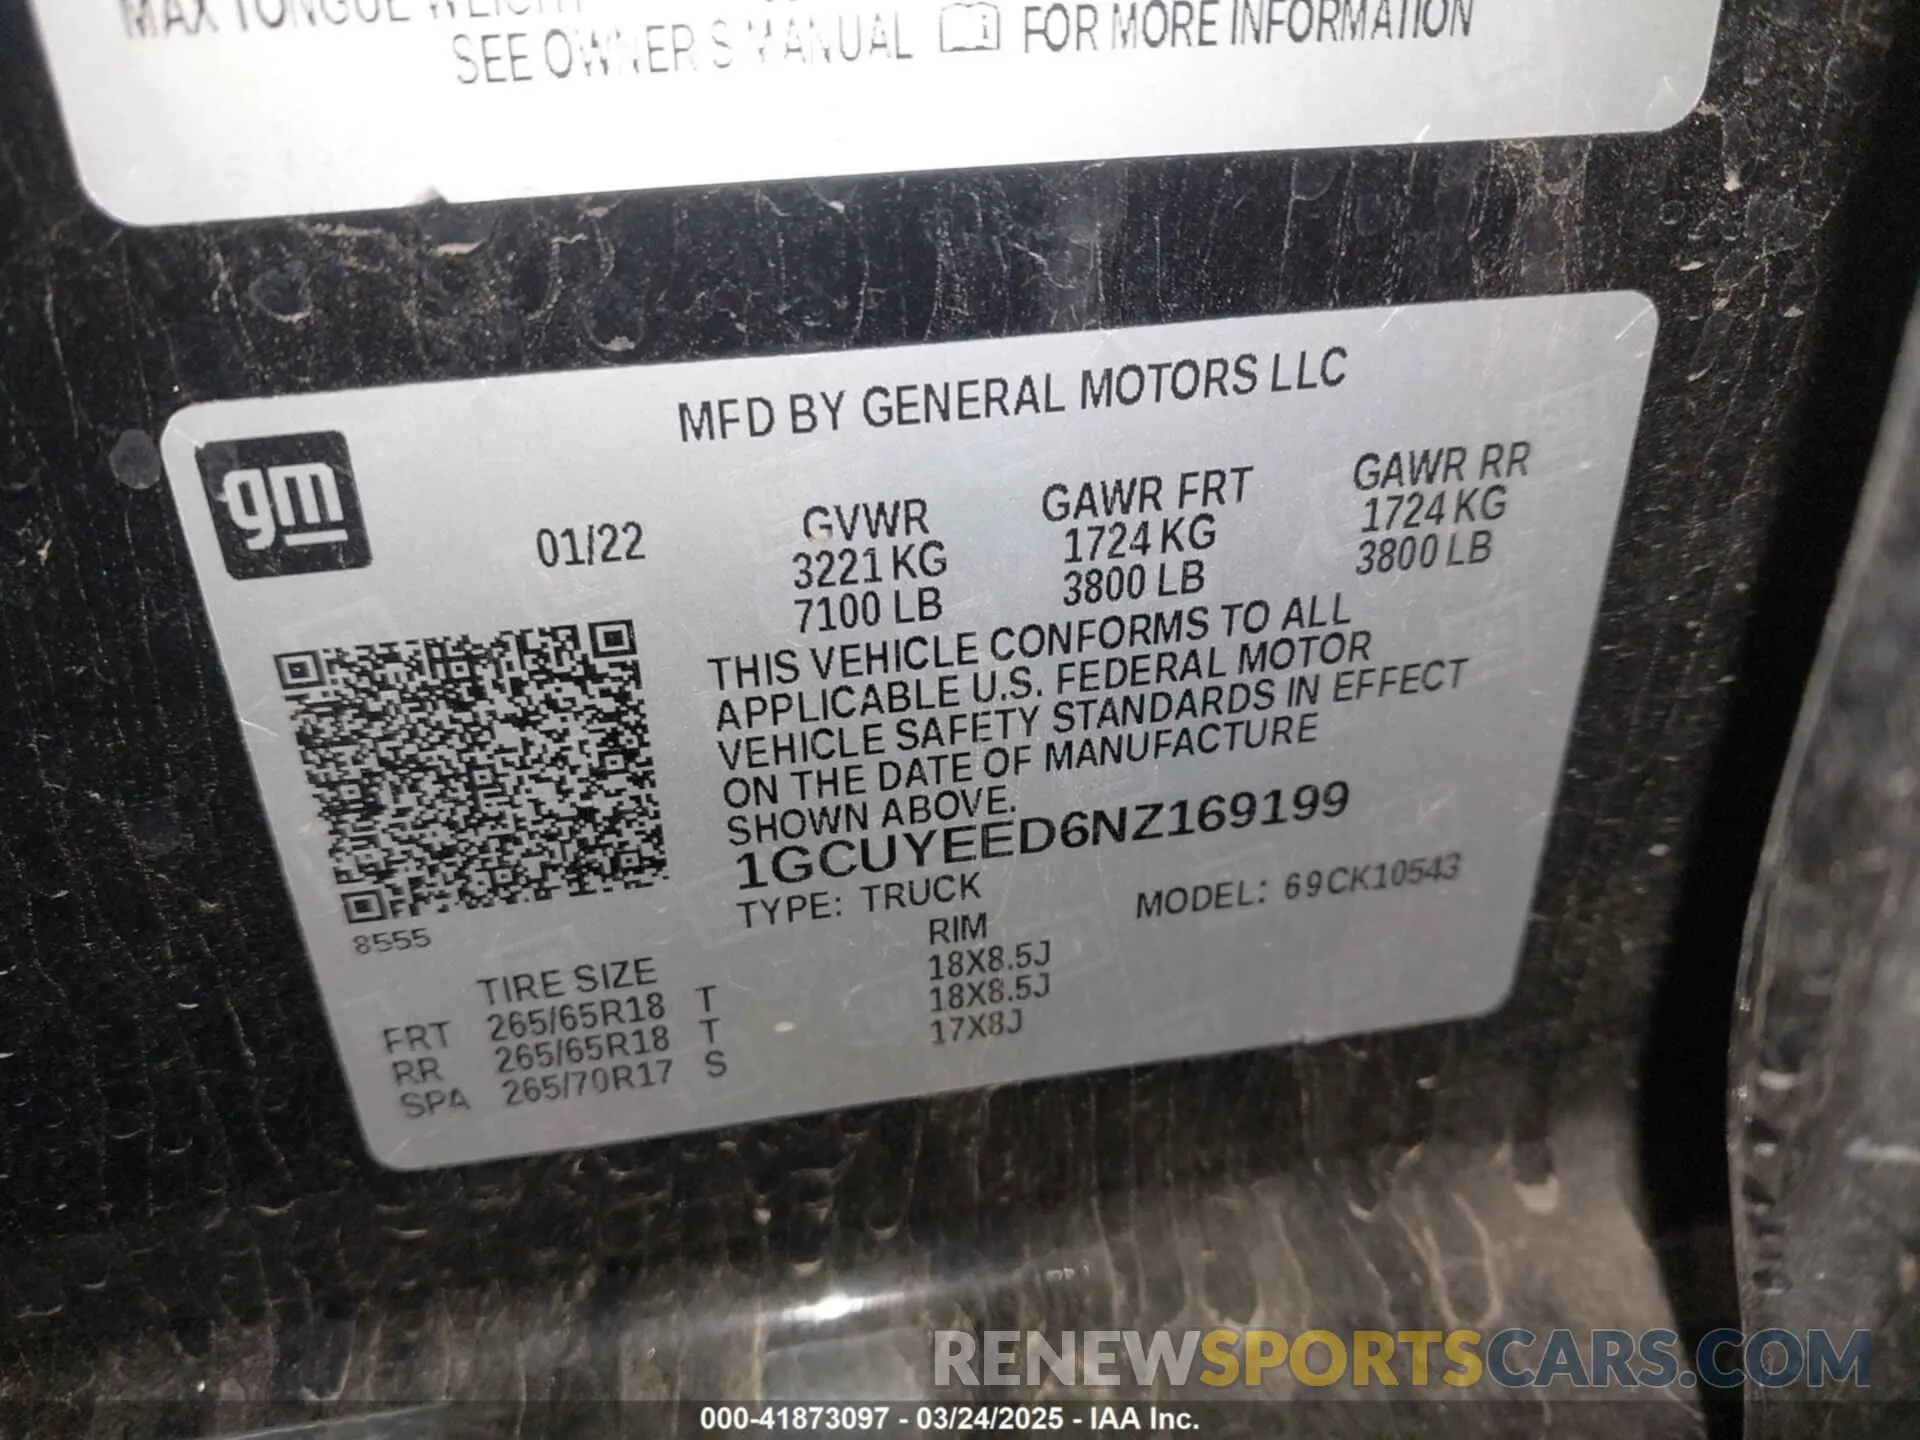 MAX TONGUE WEIGHT
SEE OWNER'S MANUAL FOR MORE INFORMATION
gm
MFD BY GENERAL MOTORS LLC
01/22
GVWR GAWR FRT GAWR RR
3221 KG 1724 KG 1724 KG
7100 LB 3800 LB 3800 LB
THIS VEHICLE CONFORMS TO ALL
APPLICABLE U.S. FEDERAL MOTOR
VEHICLE SAFETY STANDARDS IN EFFECT
ON THE DATE OF MANUFACTURE
SHOWN ABOVE.
1GCUYEED6NZ169199
TYPE: TRUCK MODEL: 69CK10543
8555
TIRE SIZE RIM
FRT 265/65R18 T 18X8.5J
RR 265/65R18 T 18X8.5J
SPA 265/70R17 S 17X8J
RENEWSPORTSCARS.COM
000-41873097 - 03/24/2025 - IAA Inc.